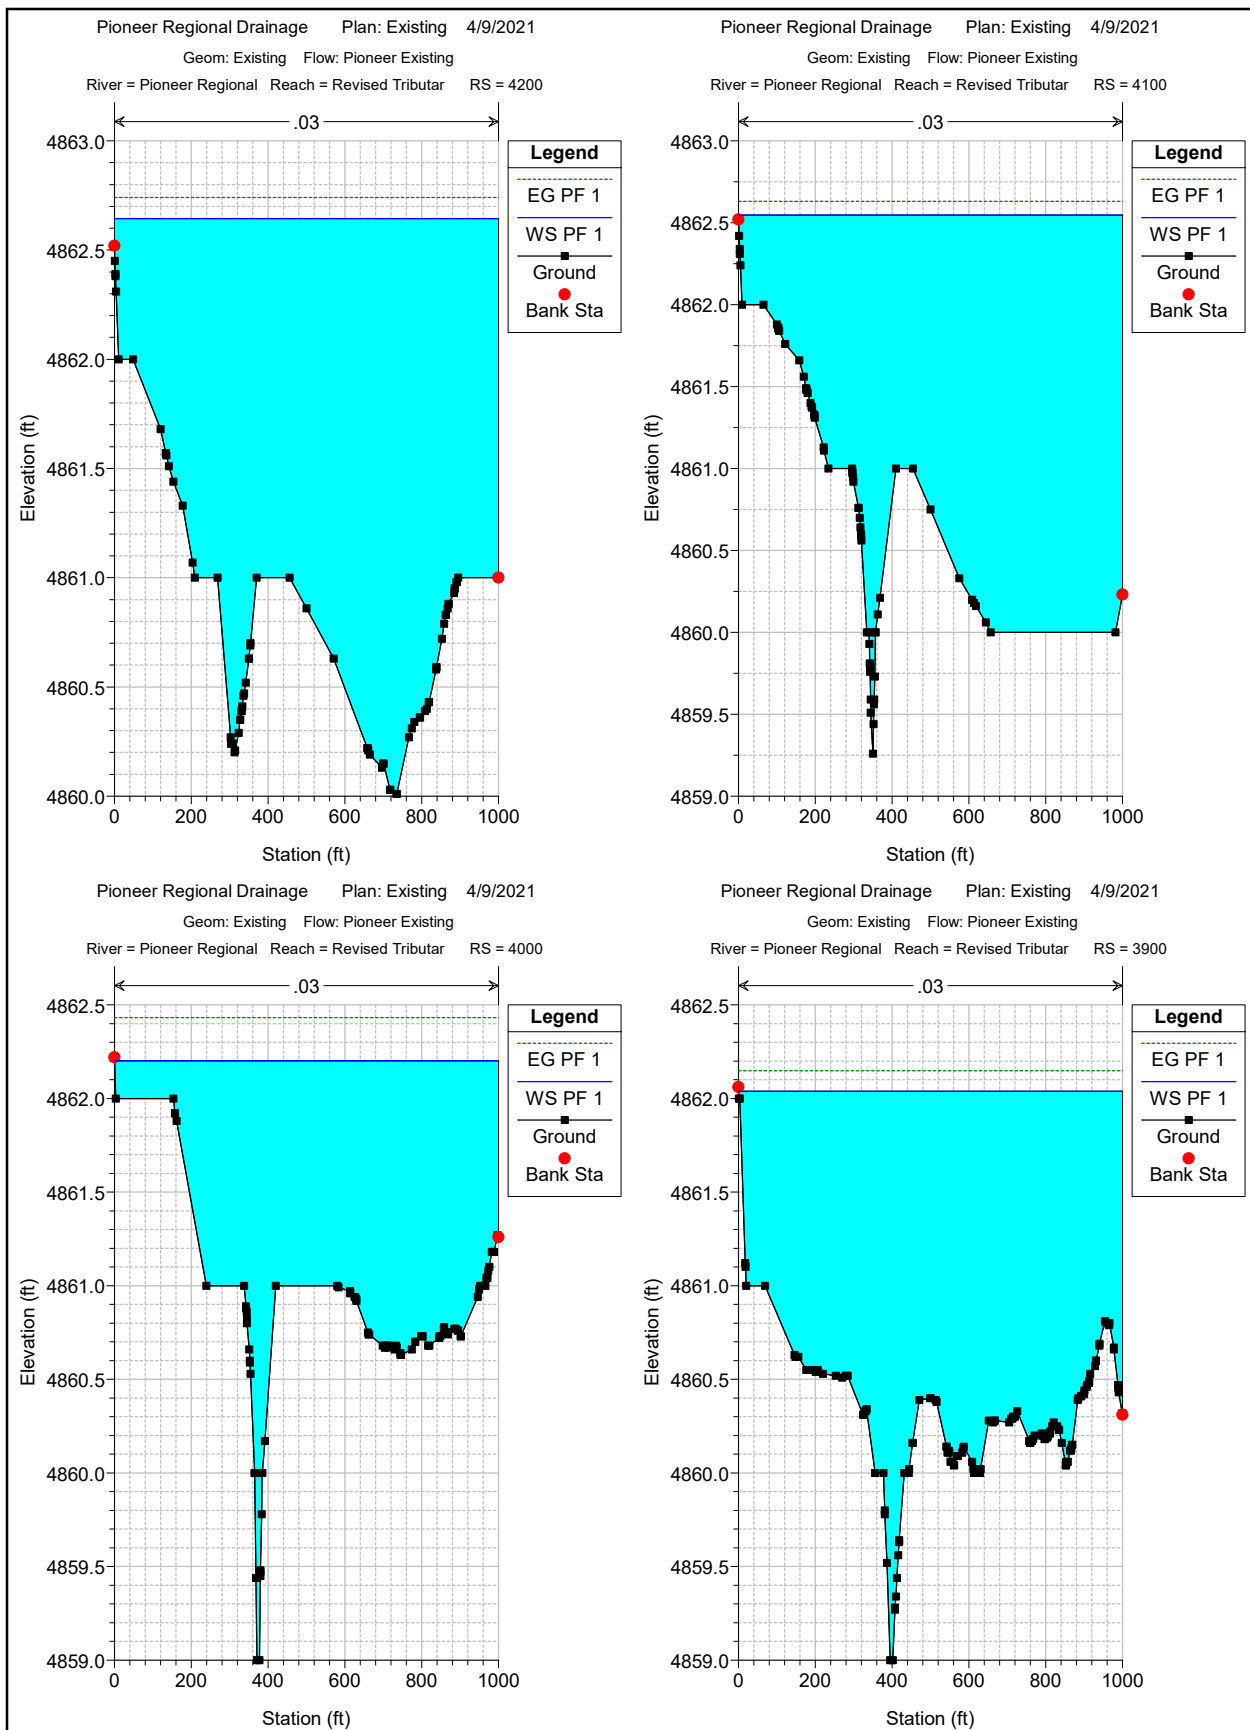 Pioneer Regional Drainage Plan: Existing 4/9/2021
Geom: Existing Flow: Pioneer Existing
River = Pioneer Regional Reach = Revised Tributar RS = 4200
.03
4863.0
4862.5
4862.0
4861.5
4861.0
4860.5
4860.0
Elevation (ft)
0 200 400 600 800 1000
Station (ft)
Legend
EG PF 1
WS PF 1
Ground
Bank Sta
Pioneer Regional Drainage Plan: Existing 4/9/2021
Geom: Existing Flow: Pioneer Existing
River = Pioneer Regional Reach = Revised Tributar RS = 4100
.03
4863.0
4862.5
4862.0
4861.5
4861.0
4860.5
4860.0
4859.5
4859.0
Elevation (ft)
0 200 400 600 800 1000
Station (ft)
Legend
EG PF 1
WS PF 1
Ground
Bank Sta
Pioneer Regional Drainage Plan: Existing 4/9/2021
Geom: Existing Flow: Pioneer Existing
River = Pioneer Regional Reach = Revised Tributar RS = 4000
.03
4862.5
4862.0
4861.5
4861.0
4860.5
4860.0
4859.5
4859.0
Elevation (ft)
0 200 400 600 800 1000
Station (ft)
Legend
EG PF 1
WS PF 1
Ground
Bank Sta
Pioneer Regional Drainage Plan: Existing 4/9/2021
Geom: Existing Flow: Pioneer Existing
River = Pioneer Regional Reach = Revised Tributar RS = 3900
.03
4862.5
4862.0
4861.5
4861.0
4860.5
4860.0
4859.5
4859.0
Elevation (ft)
0 200 400 600 800 1000
Station (ft)
Legend
EG PF 1
WS PF 1
Ground
Bank Sta